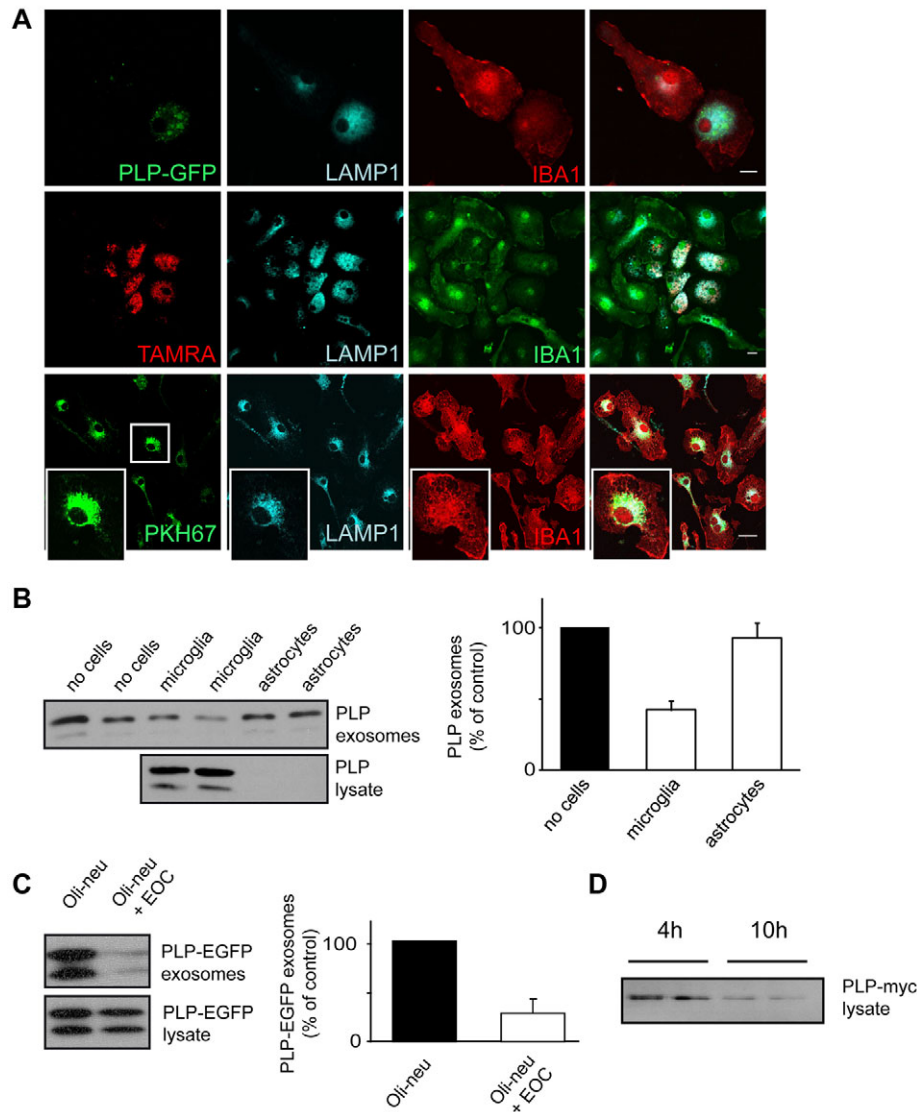 A
PLP-GFP
LAMP1
IBA1
TAMRA
LAMP1
IBA1
PKH67
LAMP1
IBA1
B
no cells
no cells
microglia
microglia
astrocytes
astrocytes
PLP
exosomes
PLP
lysate
PLP exosomes
(% of control)
100
0
no cells
microglia
astrocytes
C
Oli-neu
Oli-neu
+ EOC
PLP-EGFP
exosomes
PLP-EGFP
lysate
PLP-EGFP exosomes
(% of control)
100
0
Oli-neu
Oli-neu
+ EOC
D
4h
10h
PLP-myc
lysate